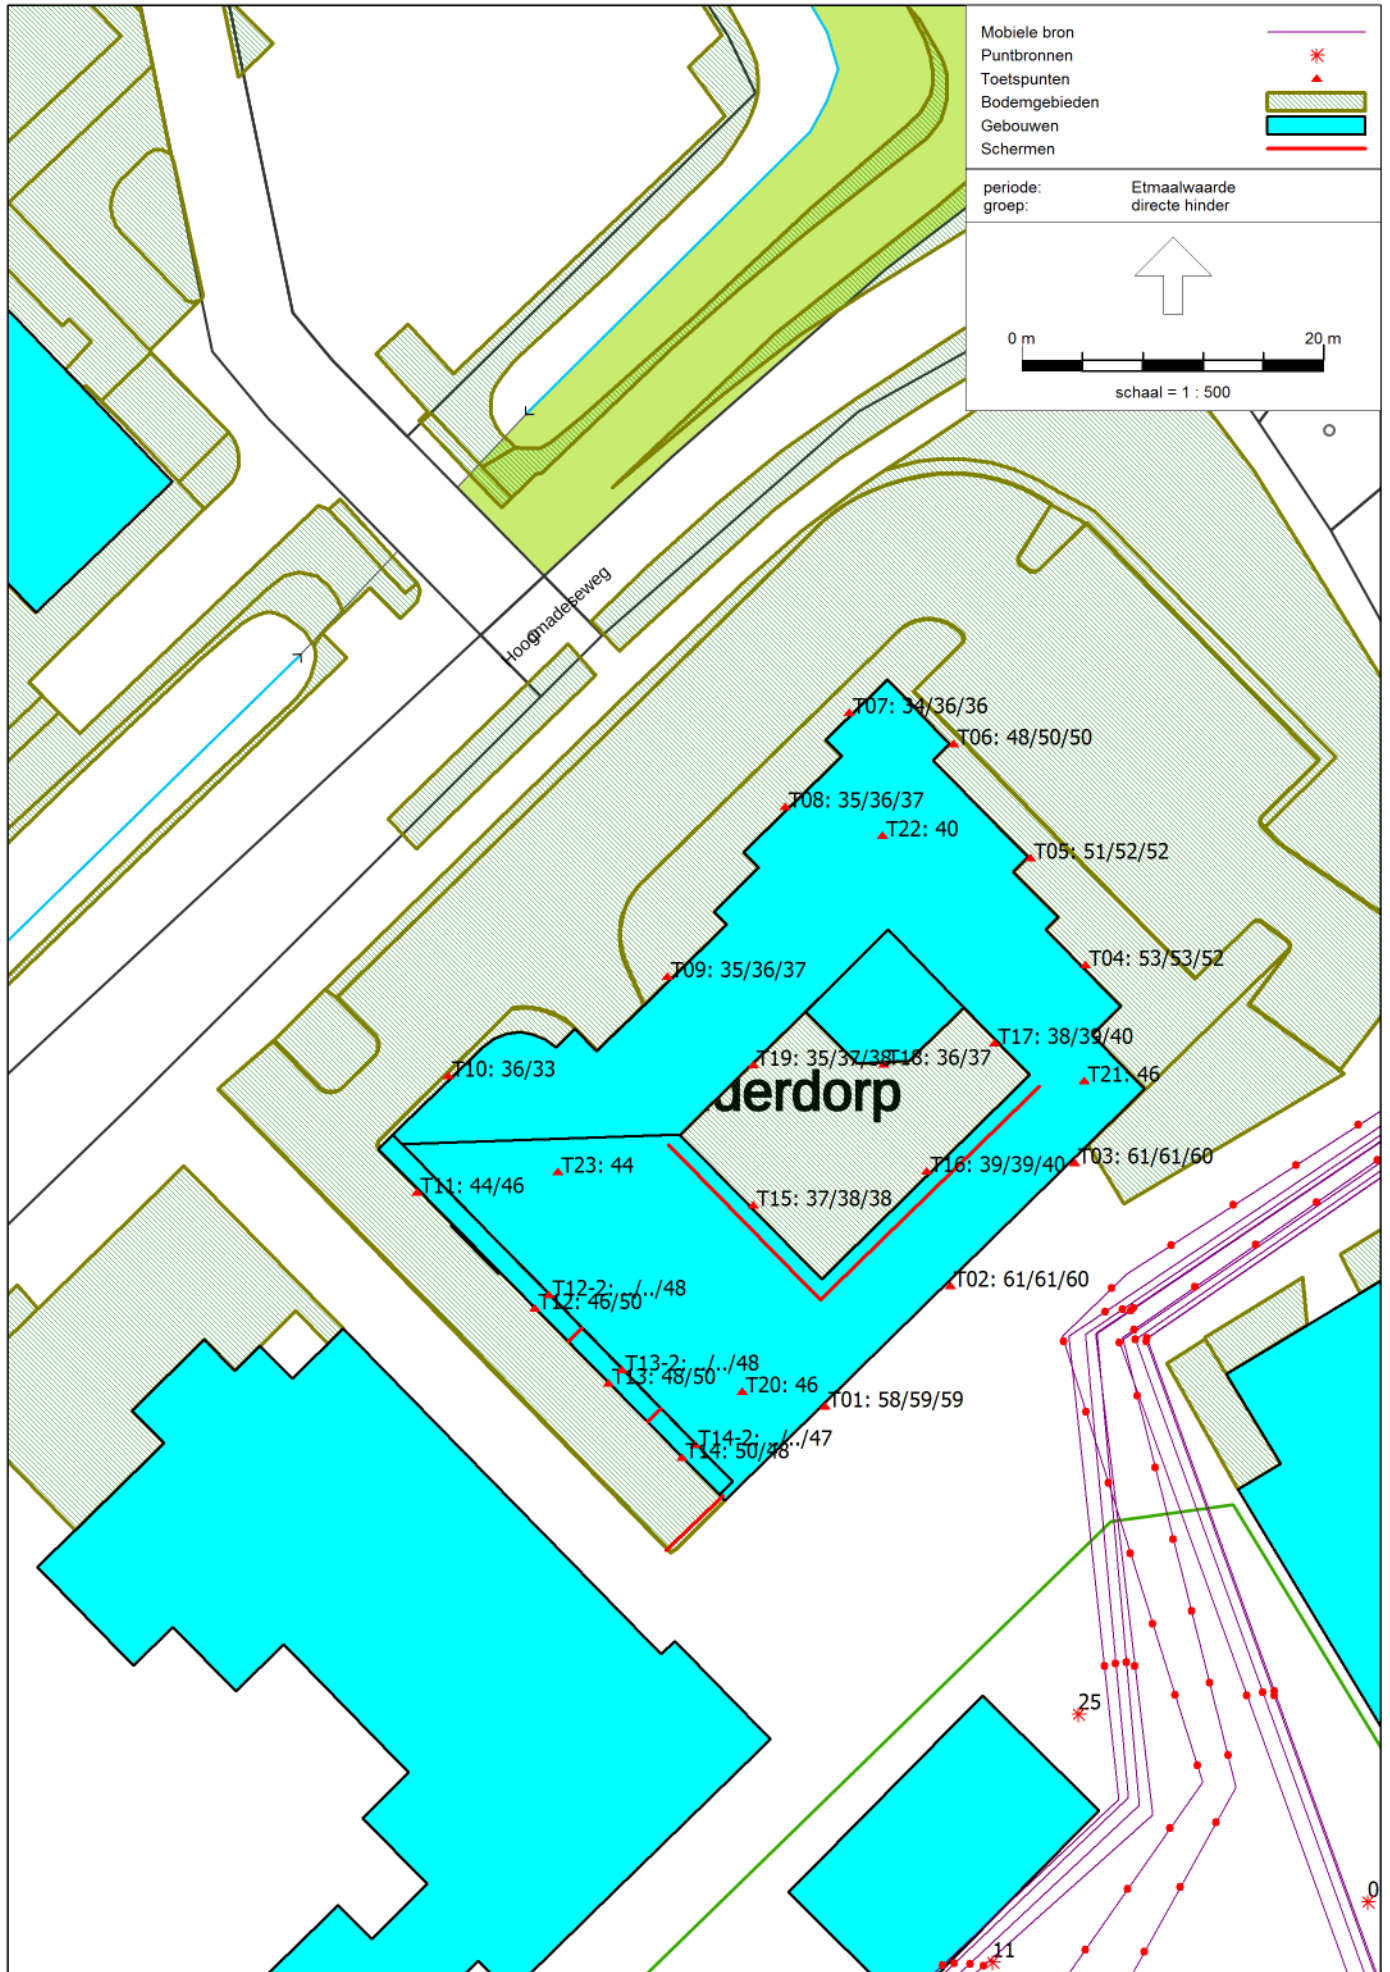 Mobiele bron
Puntbronnen
Toetspunten
Bodemgebieden
Gebouwen
Schermen
periode: Etmaalwaarde
groep: directe hinder
0 m 20 m
schaal = 1 : 500
Hoogmadeseweg
T07: 34/36/36
T06: 48/50/50
T08: 35/36/37
T22: 40
T05: 51/52/52
T04: 53/53/52
T09: 35/36/37
T17: 38/39/40
T19: 35/37/38
T18: 36/37
T10: 36/33
T21: 46
derdorp
T23: 44
T03: 61/61/60
T16: 39/39/40
T11: 44/46
T15: 37/38/38
T02: 61/61/60
T12-2: ../../48
T12: 46/50
T13-2: ../../48
T13: 48/50
T20: 46
T01: 58/59/59
T14-2: ../../47
T14: 50/48
25
0
11